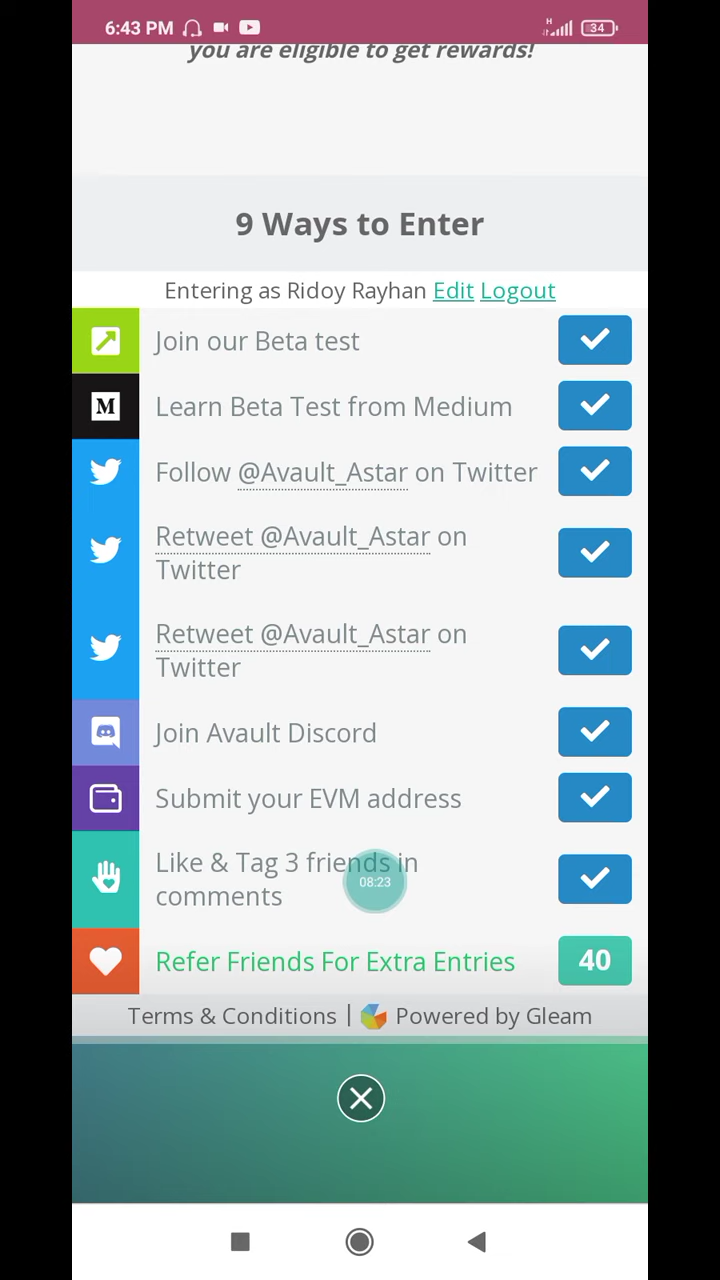 6:43 PM
H
34
you are eligible to get rewards!
9 Ways to Enter
Entering as Ridoy Rayhan Edit Logout
Join our Beta test
M
Learn Beta Test from Medium
Follow @Avault_Astar on Twitter
Retweet @Avault_Astar on
Twitter
Retweet @Avault_Astar on
Twitter
Join Avault Discord
Submit your EVM address
Like & Tag 3 friends in
comments
08:23
Refer Friends For Extra Entries
40
Terms & Conditions | Powered by Gleam